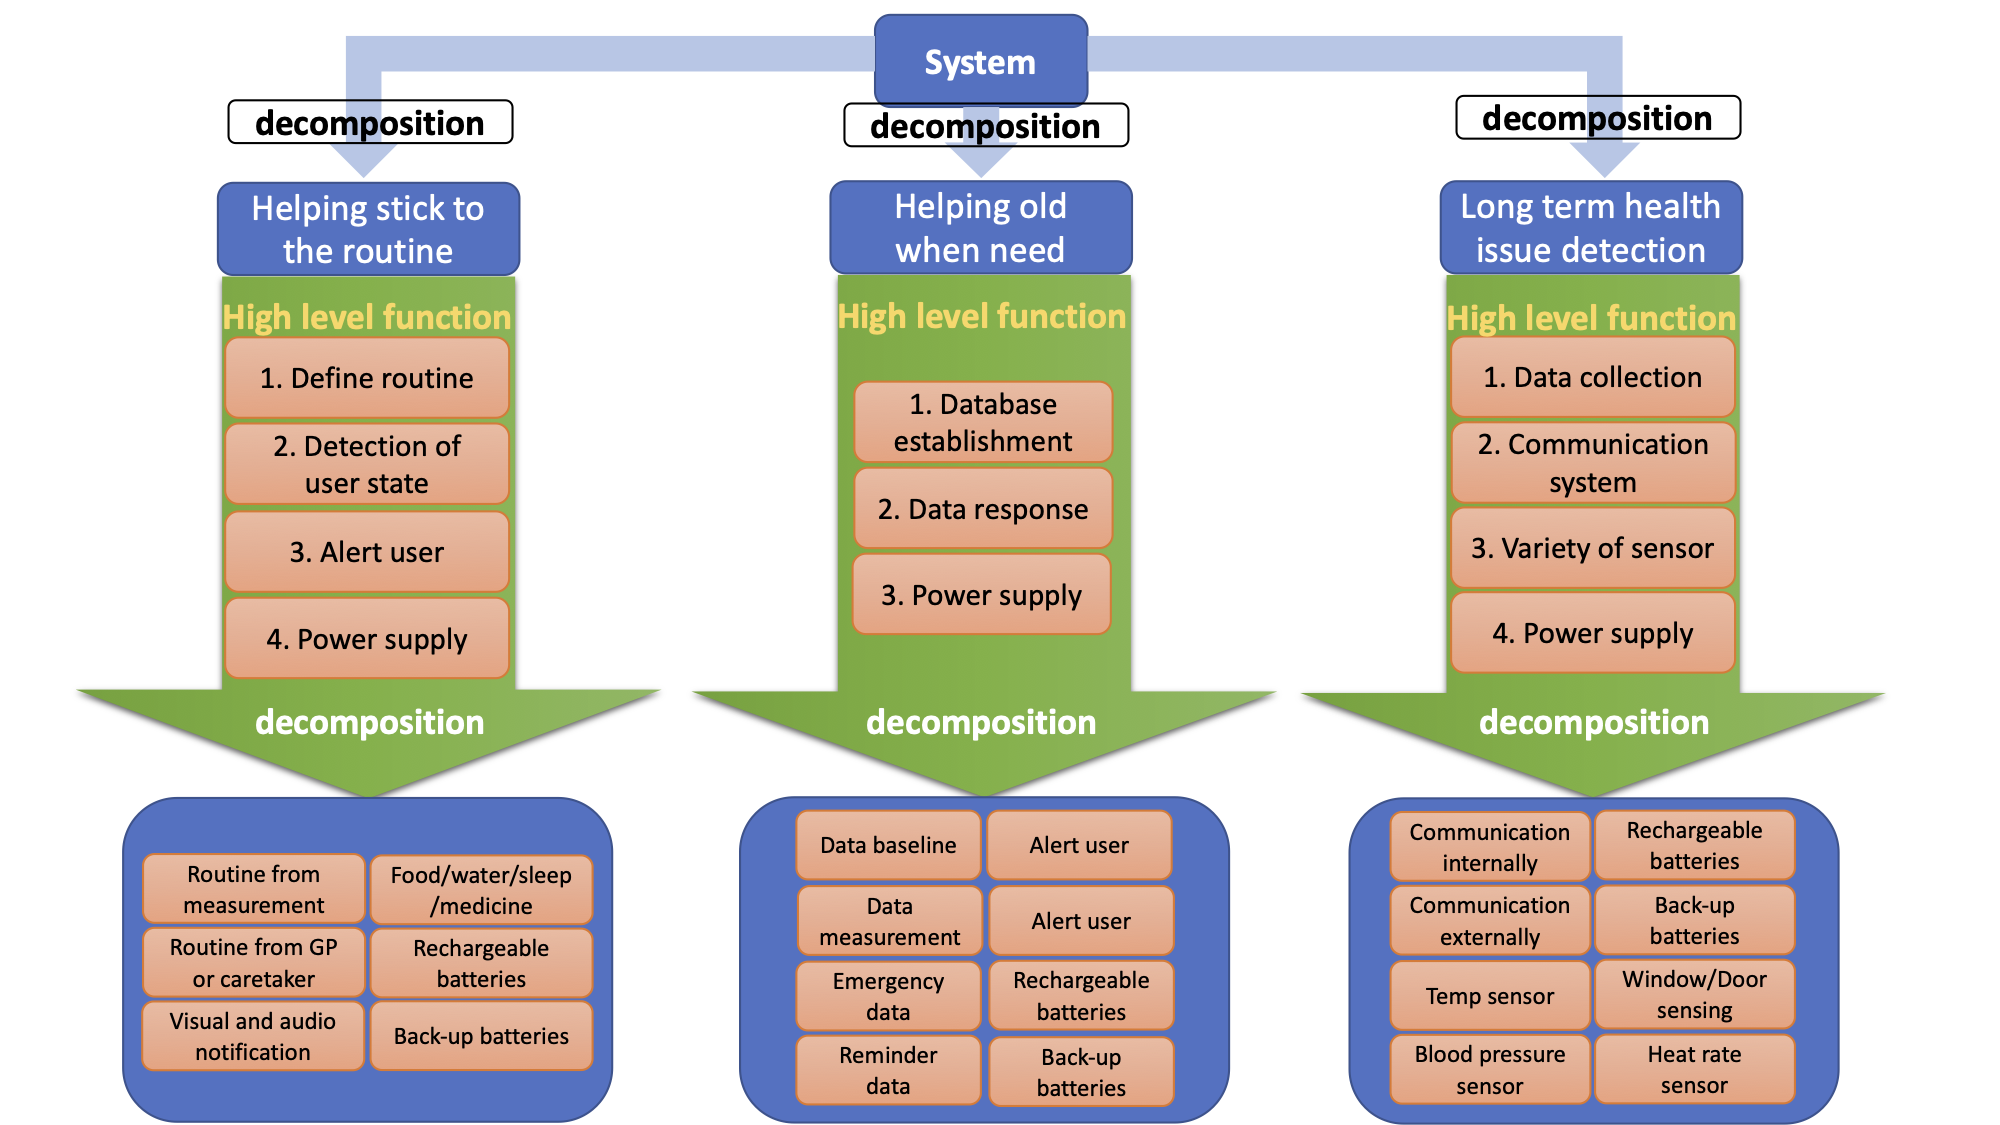 System
decomposition
decomposition
decomposition
Helping stick to
the routine
Helping old
when need
Long term health
issue detection
High level function
1. Define routine
2. Detection of
user state
3. Alert user
4. Power supply
decomposition
High level function
1. Database
establishment
2. Data response
3. Power supply
decomposition
High level function
1. Data collection
2. Communication
system
3. Variety of sensor
4. Power supply
decomposition
Routine from
measurement
Food/water/sleep
/medicine
Routine from GP
or caretaker
Rechargeable
batteries
Visual and audio
notification
Back-up batteries
Data baseline
Alert user
Data
measurement
Alert user
Emergency
data
Rechargeable
batteries
Reminder
data
Back-up
batteries
Communication
internally
Rechargeable
batteries
Communication
externally
Back-up
batteries
Temp sensor
Window/Door
sensing
Blood pressure
sensor
Heat rate
sensor